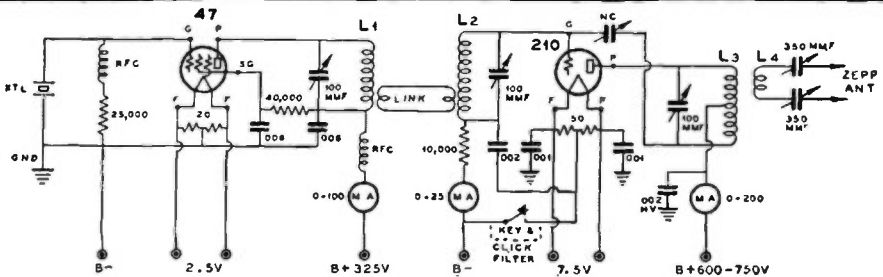 47
G
P
L1
L2
210
G
NC
P
L3
L4
350 MMF
ZEPP
ANT
350
MMF
RFC
SG
100
MMF
LINK
100
MMF
100
MMF
XTL
25,000
F
F
20
40,000
.006
.006
RFC
10,000
.002
F
F
50
.001
.001
GND
0-100
MA
0-25
MA
KEY &
CLICK
FILTER
.002
HV
MA
0-200
B-
2.5V
B+325V
B-
7.5V
B+600-750V